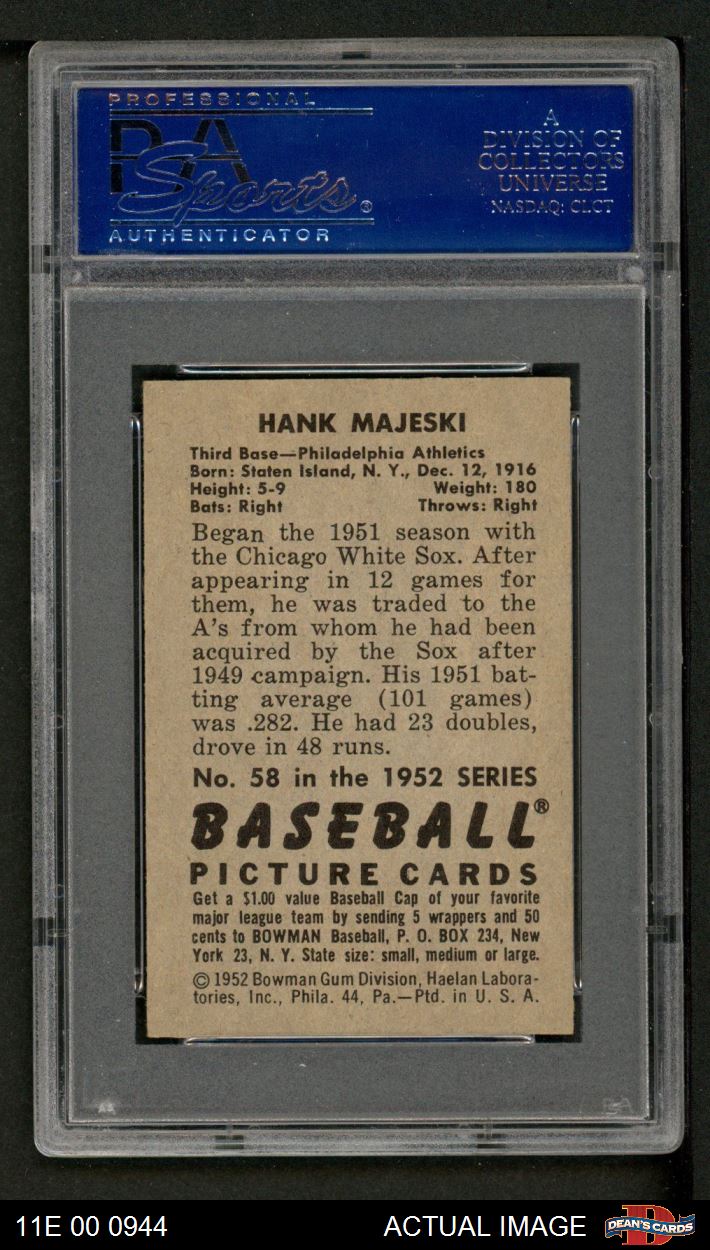 PROFESSIONAL
PSA
Sports®
AUTHENTICATOR
A
DIVISION OF
COLLECTORS
UNIVERSE
NASDAQ: CLCT
HANK MAJESKI
Third Base—Philadelphia Athletics
Born: Staten Island, N. Y., Dec. 12, 1916
Height: 5-9 Weight: 180
Bats: Right Throws: Right
Began the 1951 season with
the Chicago White Sox. After
appearing in 12 games for
them, he was traded to the
A's from whom he had been
acquired by the Sox after
1949 campaign. His 1951 bat-
ting average (101 games)
was .282. He had 23 doubles,
drove in 48 runs.
No. 58 in the 1952 SERIES
BASEBALL®
PICTURE CARDS
Get a $1.00 value Baseball Cap of your favorite
major league team by sending 5 wrappers and 50
cents to BOWMAN Baseball, P. O. BOX 234, New
York 23, N. Y. State size: small, medium or large.
© 1952 Bowman Gum Division, Haelan Labora-
tories, Inc., Phila. 44, Pa.—Ptd. in U. S. A.
11E 00 0944 ACTUAL IMAGE DEAN'S CARDS